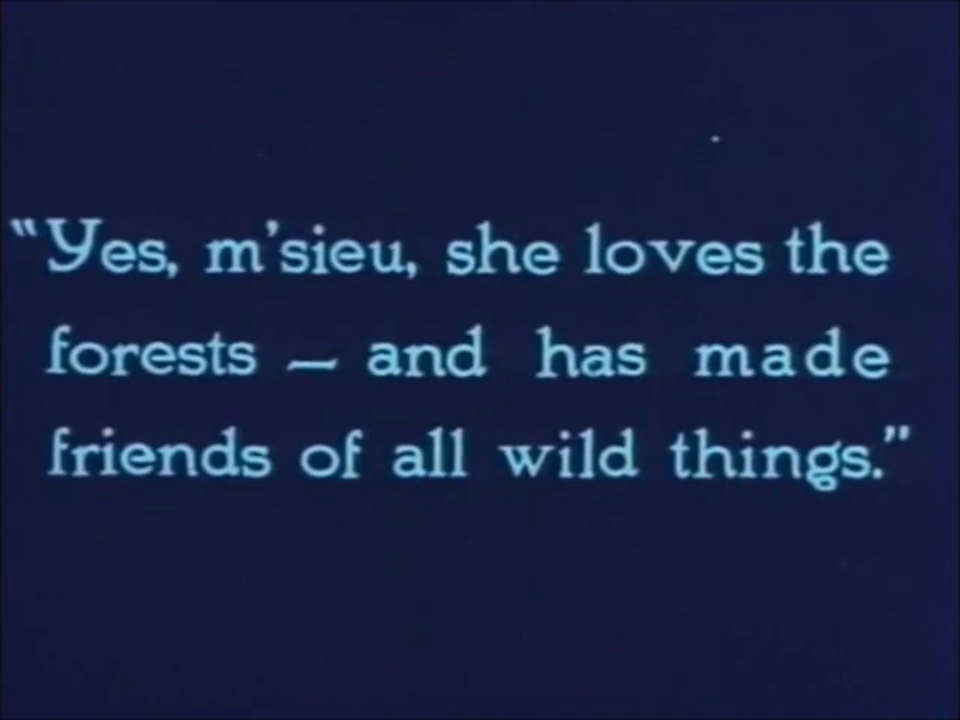 “Yes, m’sieu, she loves the
forests — and has made
friends of all wild things.”